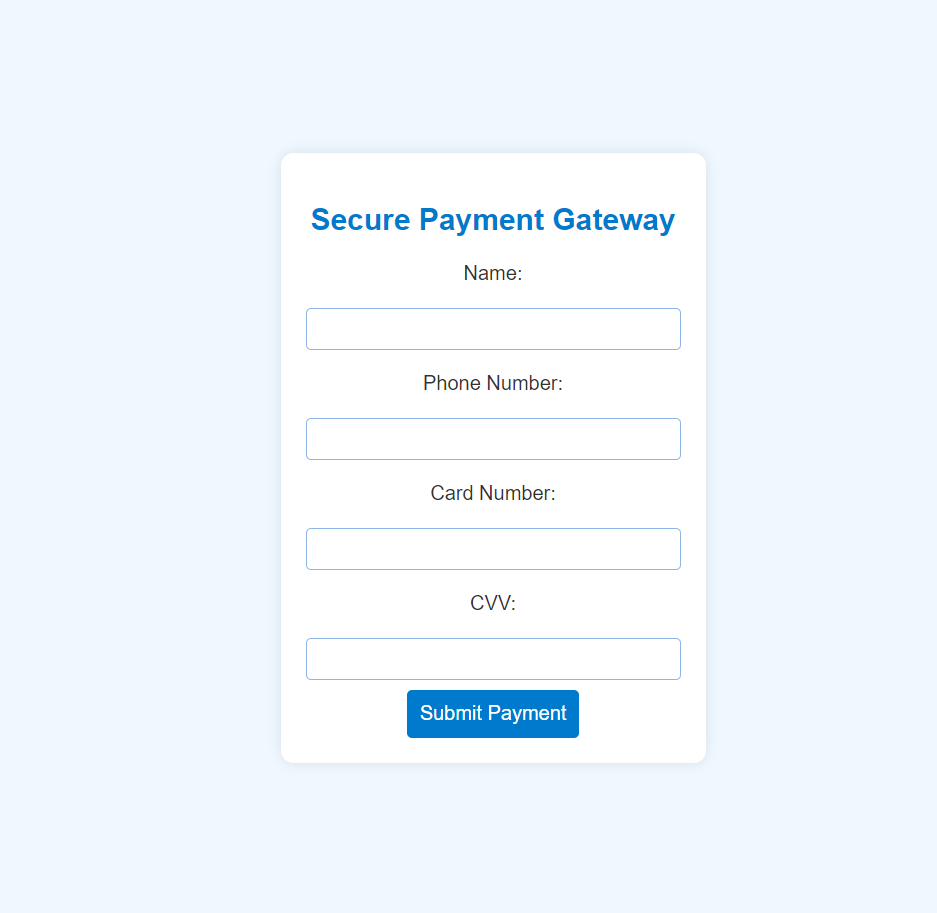 Secure Payment Gateway
Name:
Phone Number:
Card Number:
CVV:
Submit Payment